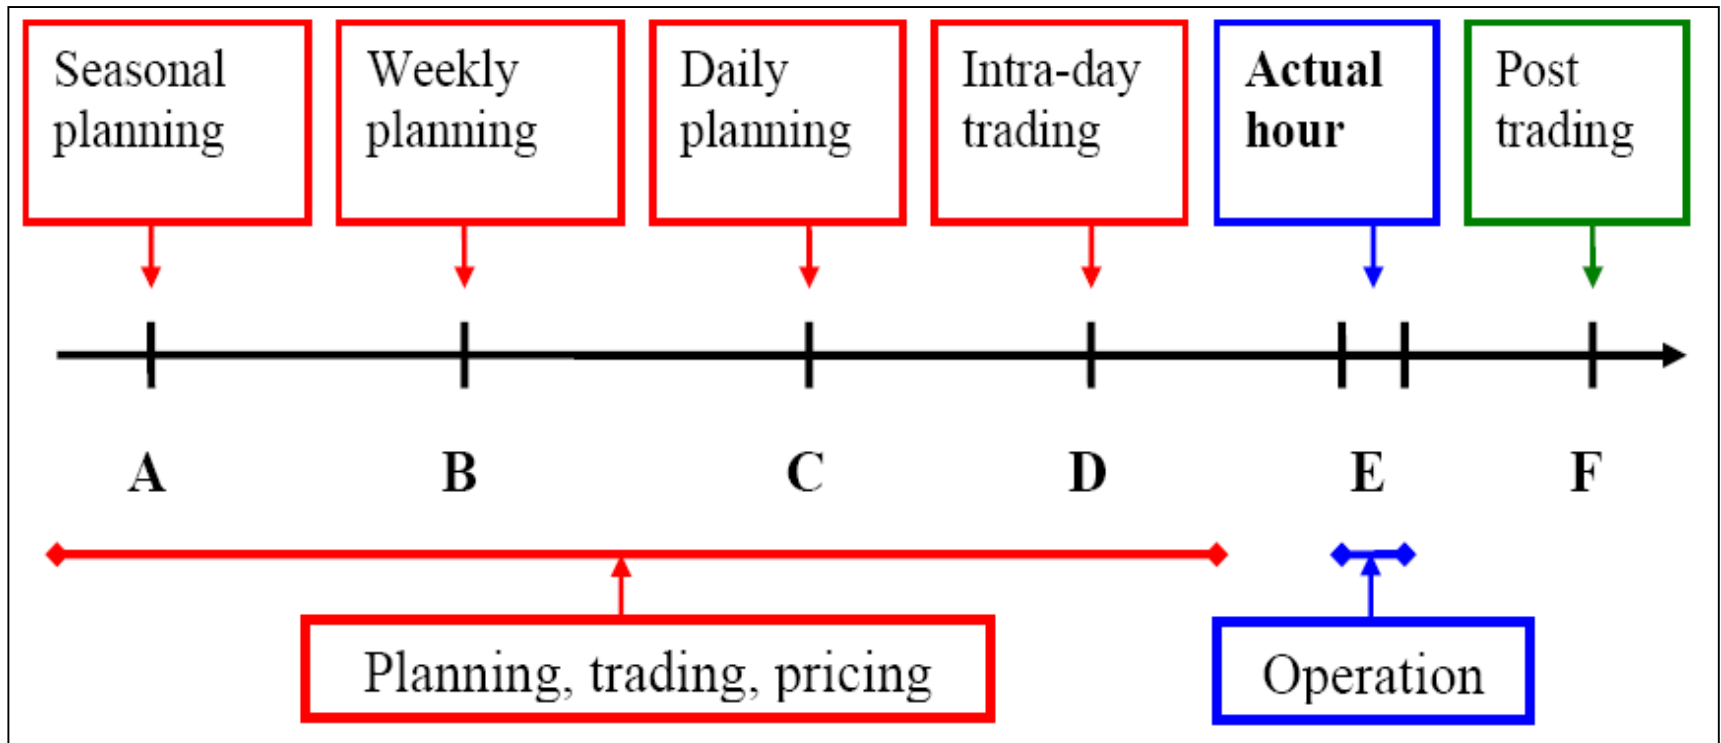 Seasonal
planning
Weekly
planning
Daily
planning
Intra-day
trading
Actual
hour
Post
trading
A
B
C
D
E
F
Planning, trading, pricing
Operation